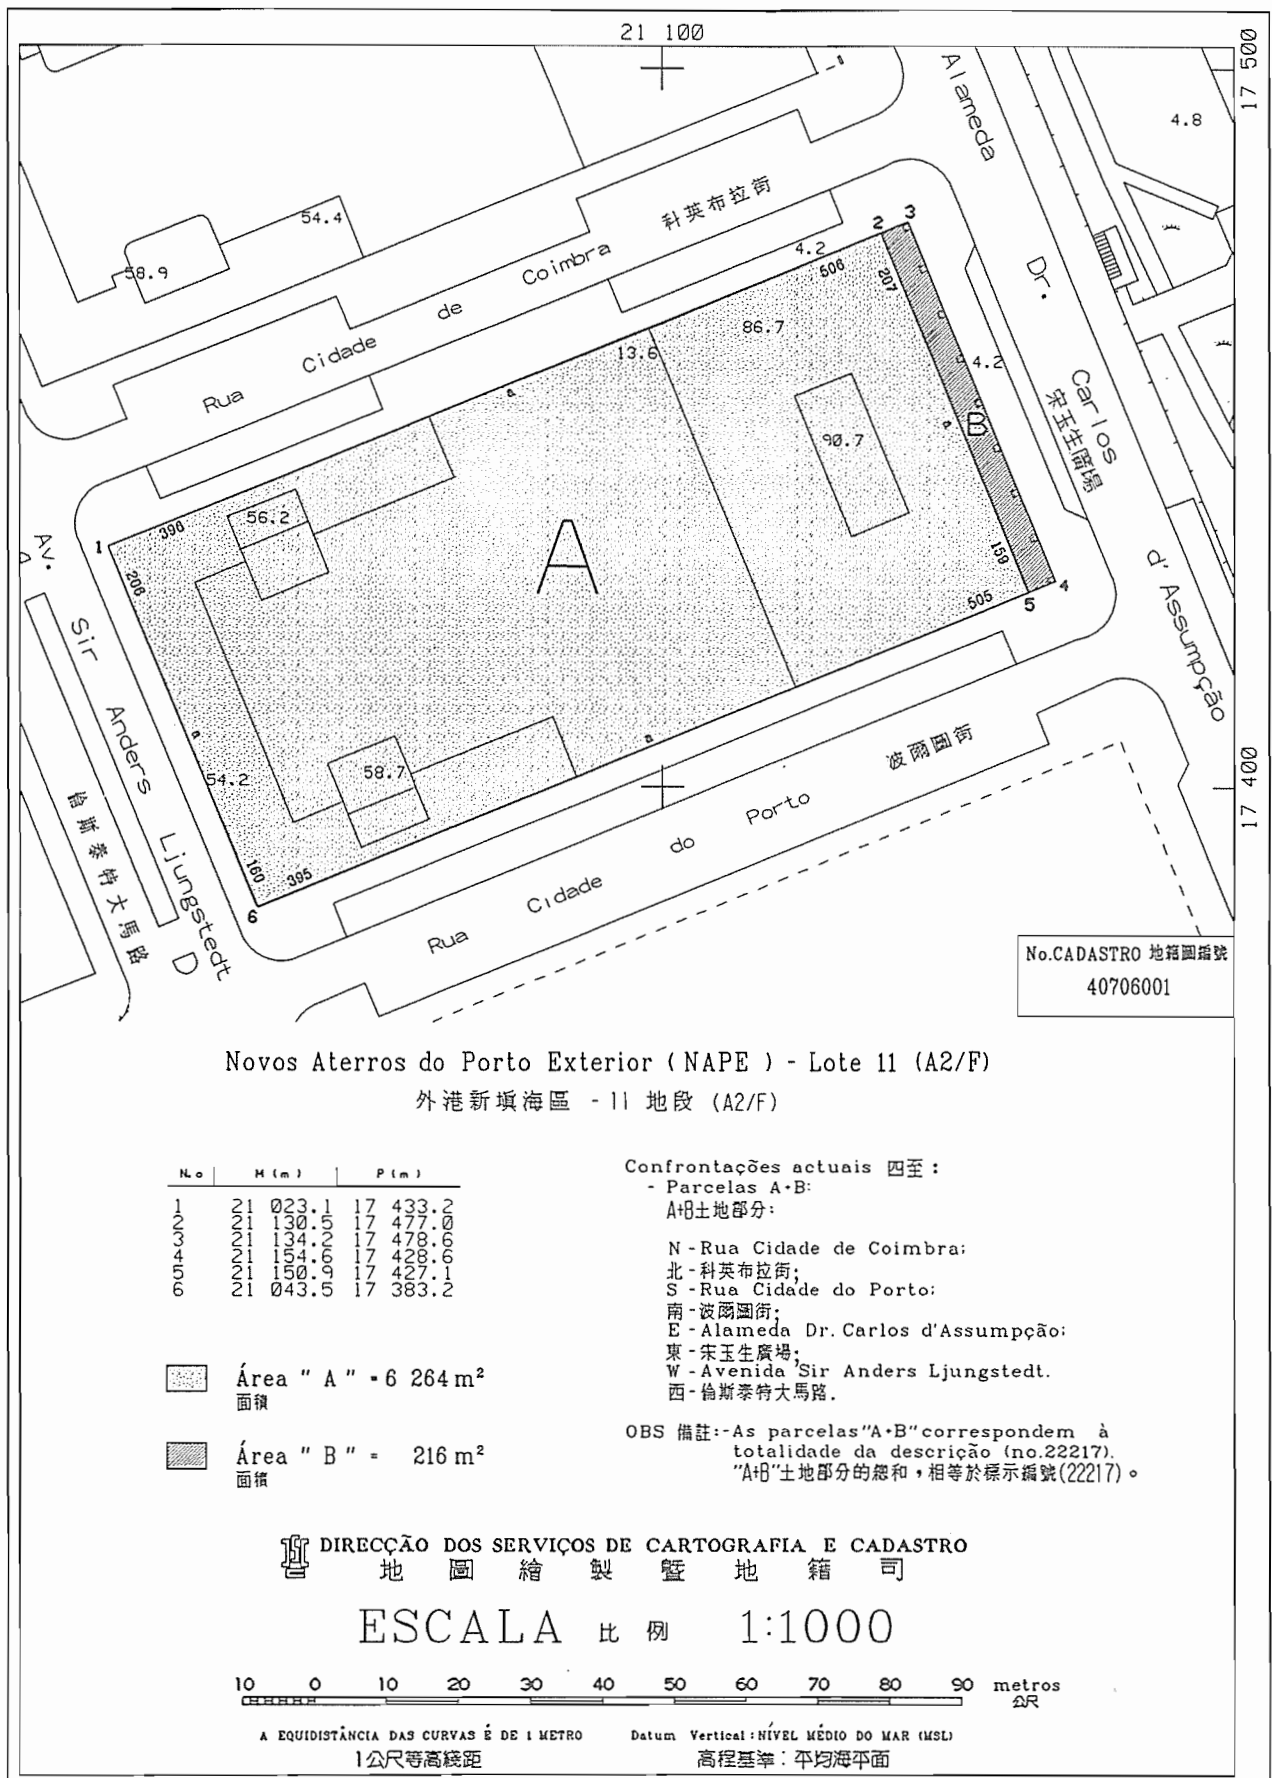 21 100
17 500
Alameda
4.8
54.4
58.9
科英布拉街
Rua Cidade de Coimbra
4.2
2
3
506
207
86.7
13.6
a
Dr.
4.2
Carlos
宋玉生廣場
B
a
90.7
A
56.2
396
1
206
Av.
Sir
Anders
Ljungstedt
倫斯泰特大馬路
D
159
4
5
505
d'Assumpção
a
54.2
58.7
a
160
395
6
波爾圖街
Rua Cidade do Porto
17 400
No.CADASTRO 地籍圖編號
40706001
Novos Aterros do Porto Exterior ( NAPE ) - Lote 11 (A2/F)
外港新填海區 - 11 地段 (A2/F)
N.o M (m) P (m)
1 21 023.1 17 433.2
2 21 130.5 17 477.0
3 21 134.2 17 478.6
4 21 154.6 17 428.6
5 21 150.9 17 427.1
6 21 043.5 17 383.2
Área " A " = 6 264 m²
面積
Área " B " = 216 m²
面積
Confrontações actuais 四至 :
- Parcelas A+B:
A+B土地部分:
N - Rua Cidade de Coimbra;
北 - 科英布拉街;
S - Rua Cidade do Porto;
南 - 波爾圖街;
E - Alameda Dr. Carlos d'Assumpção;
東 - 宋玉生廣場;
W - Avenida Sir Anders Ljungstedt.
西 - 倫斯泰特大馬路.
OBS 備註:- As parcelas "A+B" correspondem à
totalidade da descrição (no.22217).
"A+B"土地部分的總和，相等於標示編號(22217)。
DIRECÇÃO DOS SERVIÇOS DE CARTOGRAFIA E CADASTRO
地圖繪製暨地籍司
ESCALA 比例 1:1000
10 0 10 20 30 40 50 60 70 80 90 metros
公尺
A EQUIDISTÂNCIA DAS CURVAS É DE 1 METRO Datum Vertical : NÍVEL MÉDIO DO MAR (MSL)
1公尺等高綫距 高程基準 : 平均海平面